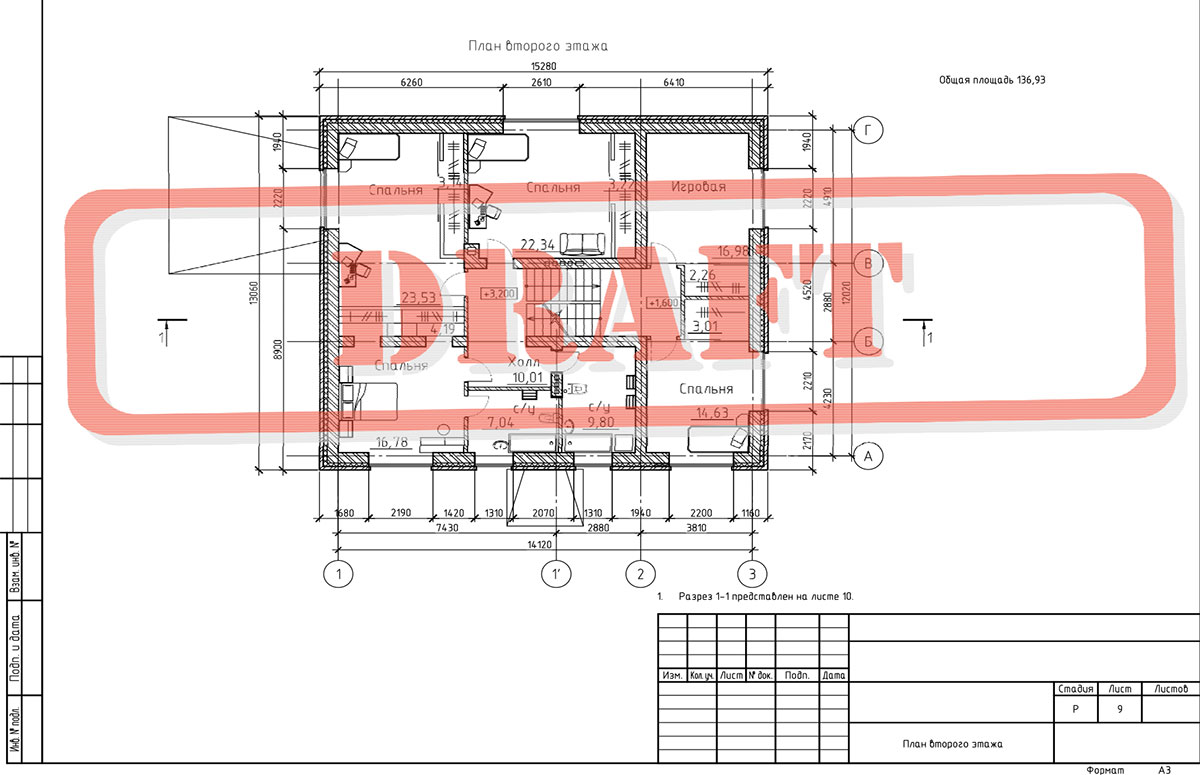 План второго этажа
Общая площадь 136,93
15280
6260 2610 6410
1940
2220
13060
8900
1940
2220
4910
4520
2880
12020
2210
4230
2170
Г
В
Б
А
Спальня 3,14
Спальня 3,22
Игровая
22,34
16,98
2,26
23,53
+3,200
+1,600
4,19
3,01
1
1
DRAFT
Спальня
Холл
10,01
Спальня
с/у
7,04
с/у
9,80
14,63
16,78
1680 2190 1420 1310 2070 1310 1940 2200 1160
7430 2880 3810
14120
1 1' 2 3
1. Разрез 1-1 представлен на листе 10.
Взам. инв. №
Подп. и дата
Инв. № подл.
Изм. Кол.уч. Лист № док. Подп. Дата
Стадия Лист Листов
Р 9
План второго этажа
Формат А3